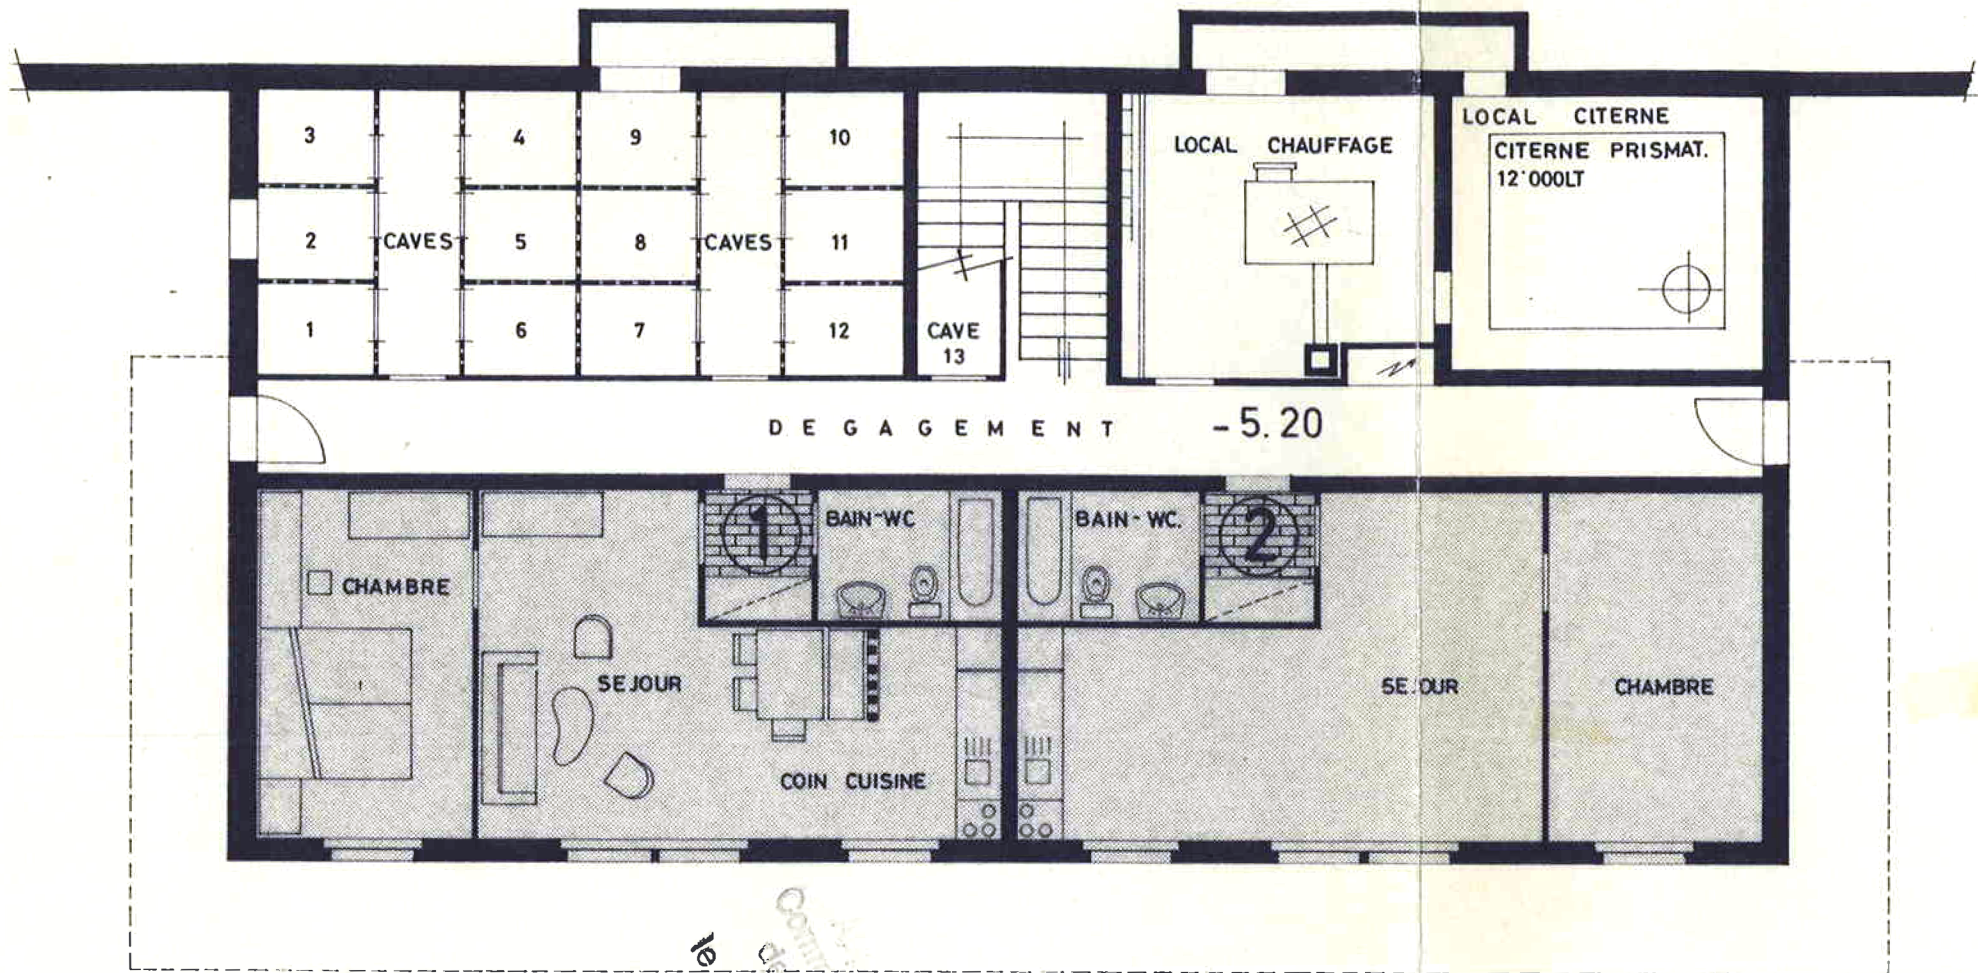 LOCAL CITERNE
3
4
9
10
LOCAL CHAUFFAGE
CITERNE PRISMAT.
12'000LT
2
CAVES
5
8
CAVES
11
1
6
7
12
CAVE
13
DEGAGEMENT -5.20
1
BAIN-WC
BAIN-WC.
2
CHAMBRE
SEJOUR
SEJOUR
CHAMBRE
COIN CUISINE
le